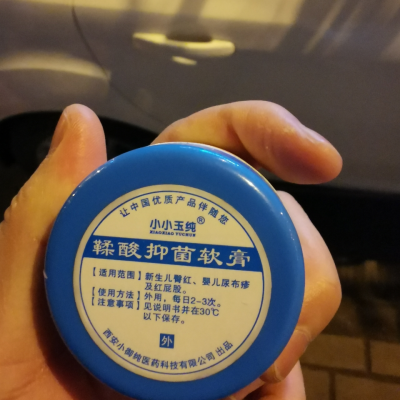 让中国优质产品伴随您
小小玉纯®
XIAOXIAO YUCHUN
鞣酸抑菌软膏
【适用范围】新生儿臀红、婴儿尿布疹
及红屁股。
【使用方法】外用,每日2-3次。
【注意事项】见说明书并在30℃
以下保存。
外
西安小御纯医药科技有限公司 出品